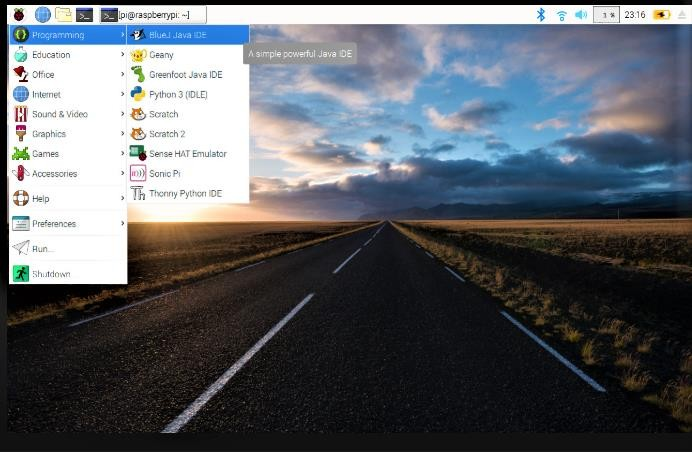 [pi@raspberrypi: ~]
1 %
23:16
Programming
Education
Office
Internet
Sound & Video
Graphics
Games
Accessories
Help
Preferences
Run...
Shutdown...
BlueJ Java IDE
Geany
Greenfoot Java IDE
Python 3 (IDLE)
Scratch
Scratch 2
Sense HAT Emulator
Sonic Pi
Thonny Python IDE
A simple powerful Java IDE